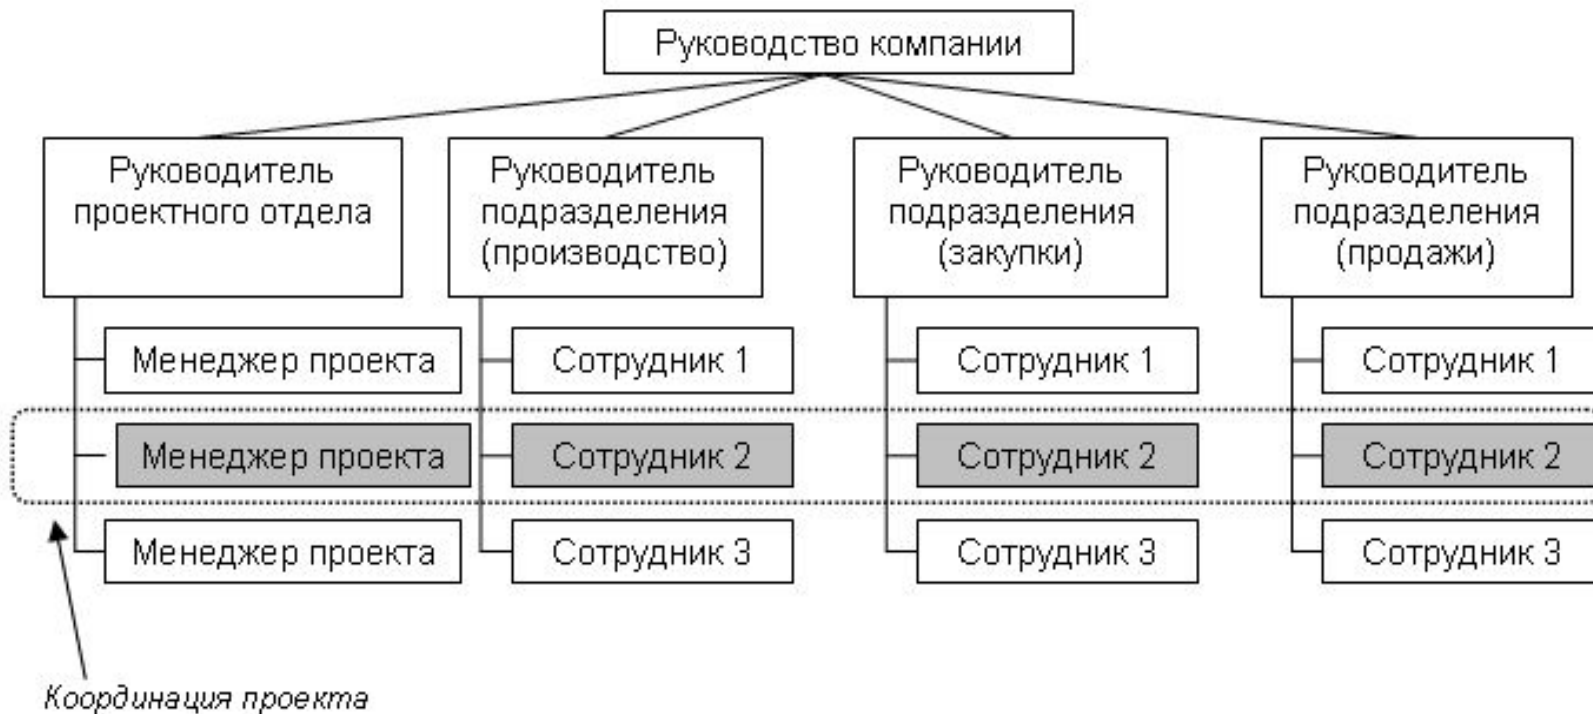 Руководство компании
Руководитель
проектного отдела
Руководитель
подразделения
(производство)
Руководитель
подразделения
(закупки)
Руководитель
подразделения
(продажи)
Менеджер проекта
Сотрудник 1
Сотрудник 1
Сотрудник 1
Менеджер проекта
Сотрудник 2
Сотрудник 2
Сотрудник 2
Менеджер проекта
Сотрудник 3
Сотрудник 3
Сотрудник 3
Координация проекта